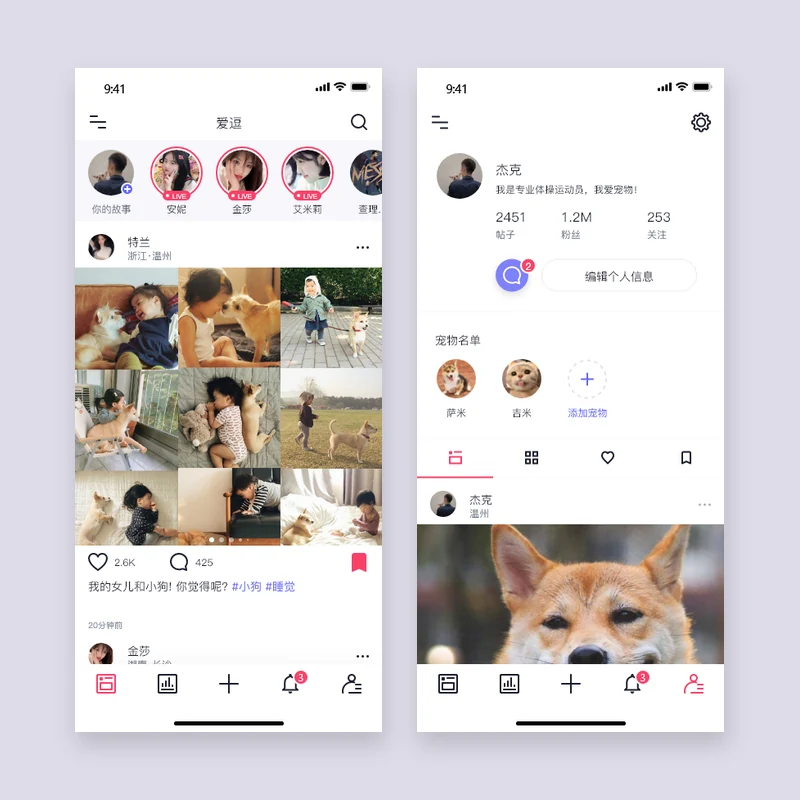 9:41
爱逗
LIVE
LIVE
LIVE
你的故事
安妮
金莎
艾米莉
查理.
特兰
浙江·温州
2.6K
425
我的女儿和小狗! 你觉得呢? #小狗 #睡觉
20分钟前
金莎
3
9:41
杰克
我是专业体操运动员，我爱宠物!
2451
1.2M
253
帖子
粉丝
关注
2
编辑个人信息
宠物名单
萨米
吉米
添加宠物
杰克
温州
3